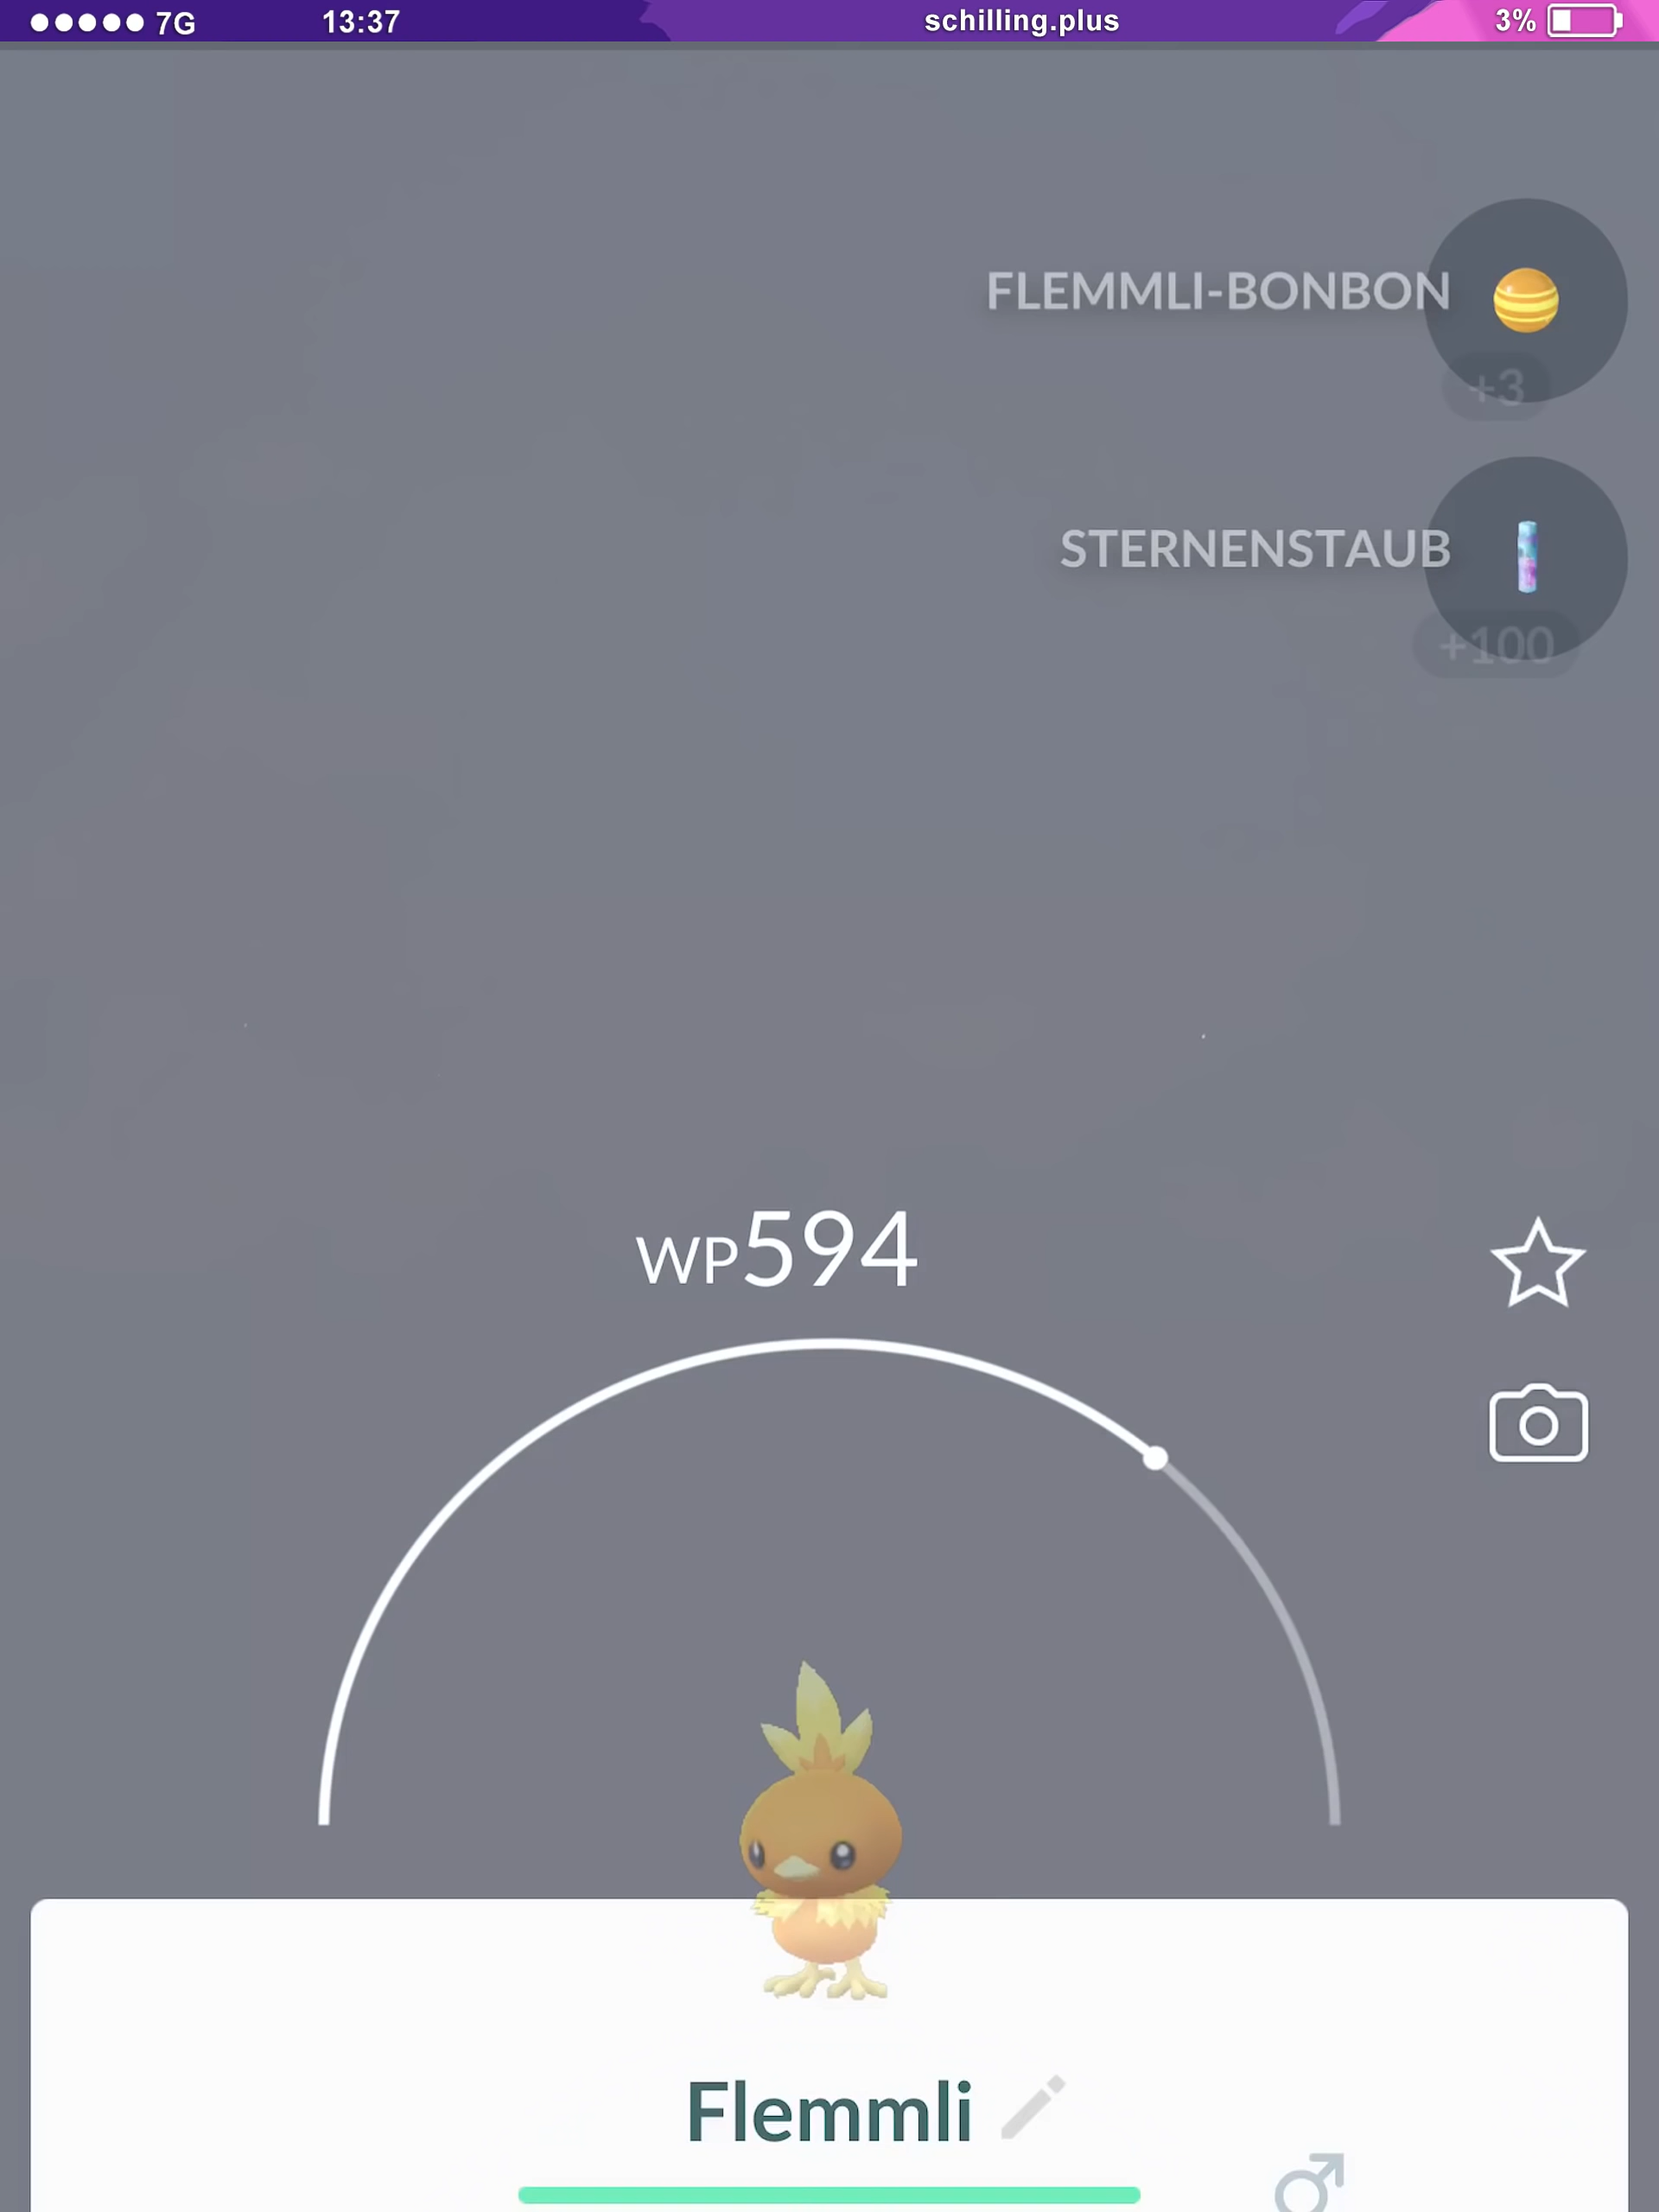 7G 13:37 schilling.plus 3%
FLEMMLI-BONBON
+3
STERNENSTAUB
+100
WP594
Flemmli